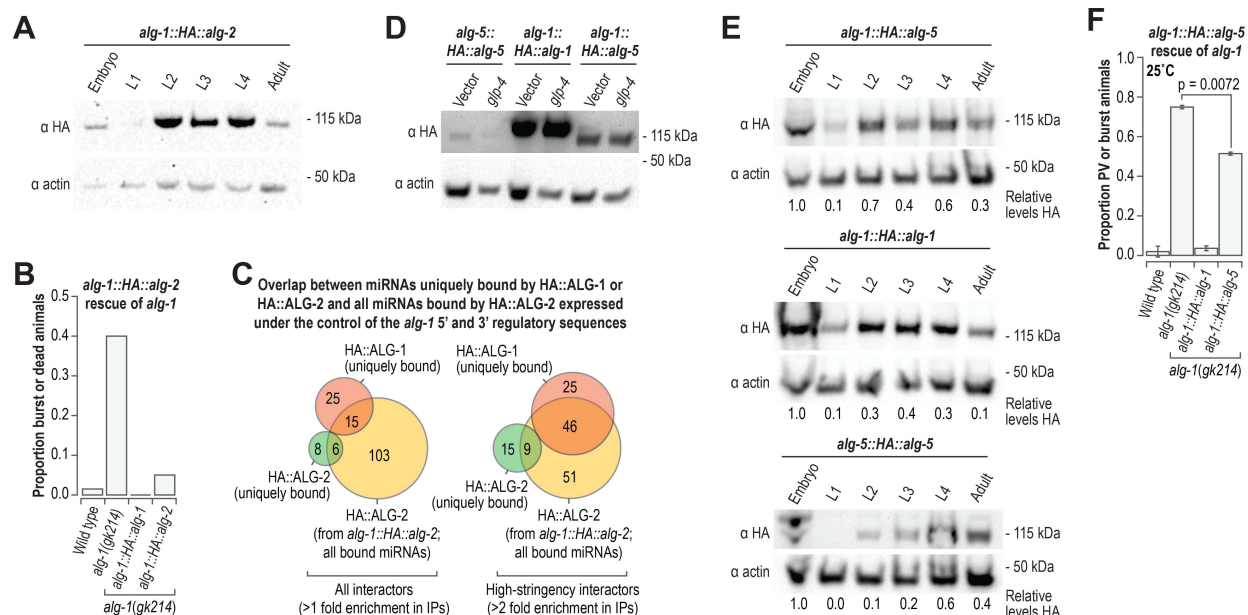 A
alg-1::HA::alg-2
Embryo
L1
L2
L3
L4
Adult
α HA
- 115 kDa
α actin
- 50 kDa
B
alg-1::HA::alg-2
rescue of alg-1
Proportion burst or dead animals
0.5
0.4
0.3
0.2
0.1
0.0
Wild type
alg-1(gk214)
alg-1::HA::alg-1
alg-1::HA::alg-2
alg-1(gk214)
C
Overlap between miRNAs uniquely bound by HA::ALG-1 or
HA::ALG-2 and all miRNAs bound by HA::ALG-2 expressed
under the control of the alg-1 5' and 3' regulatory sequences
HA::ALG-1
(uniquely bound)
25
15
8
6
103
HA::ALG-2
(uniquely bound)
HA::ALG-2
(from alg-1::HA::alg-2;
all bound miRNAs)
All interactors
(>1 fold enrichment in IPs)
HA::ALG-1
(uniquely bound)
25
46
15
9
51
HA::ALG-2
(uniquely bound)
HA::ALG-2
(from alg-1::HA::alg-2;
all bound miRNAs)
High-stringency interactors
(>2 fold enrichment in IPs)
D
alg-5::
HA::alg-5
alg-1::
HA::alg-1
alg-1::
HA::alg-5
Vector
glp-4
Vector
glp-4
Vector
glp-4
α HA
- 115 kDa
- 50 kDa
α actin
E
alg-1::HA::alg-5
Embryo
L1
L2
L3
L4
Adult
α HA
- 115 kDa
α actin
- 50 kDa
1.0 0.1 0.7 0.4 0.6 0.3
Relative
levels HA
alg-1::HA::alg-1
Embryo
L1
L2
L3
L4
Adult
α HA
- 115 kDa
α actin
- 50 kDa
1.0 0.1 0.3 0.4 0.3 0.1
Relative
levels HA
alg-5::HA::alg-5
Embryo
L1
L2
L3
L4
Adult
α HA
- 115 kDa
α actin
- 50 kDa
1.0 0.0 0.1 0.2 0.6 0.4
Relative
levels HA
F
alg-1::HA::alg-5
rescue of alg-1
25˚C
p = 0.0072
Proportion PV or burst animals
1.0
0.8
0.6
0.4
0.2
0.0
Wild type
alg-1(gk214)
alg-1::HA::alg-1
alg-1::HA::alg-5
alg-1(gk214)